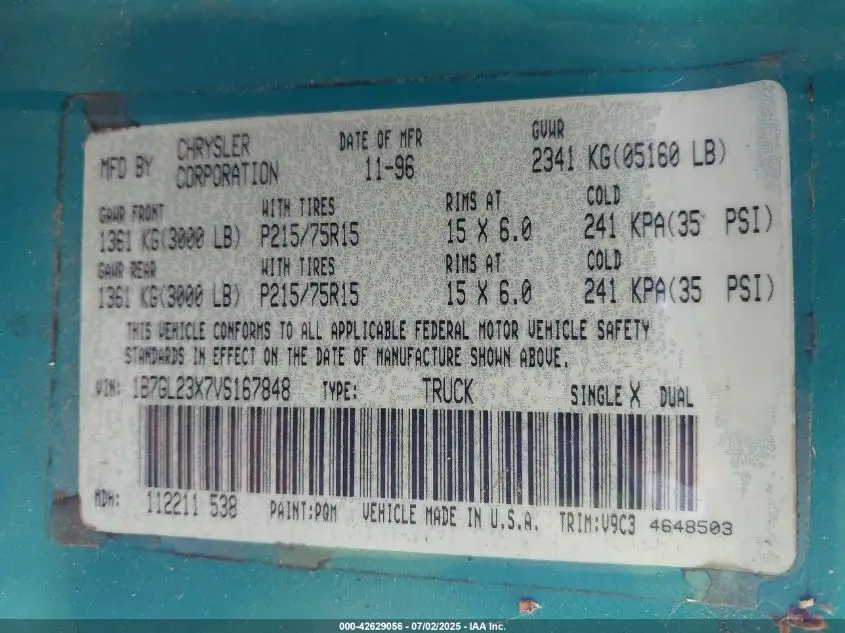 MFD BY CHRYSLER CORPORATION DATE OF MFR 11-96 GVWR 2341 KG(05160 LB)
GAWR FRONT WITH TIRES RIMS AT COLD
1361 KG(3000 LB) P215/75R15 15 X 6.0 241 KPA(35 PSI)
GAWR REAR WITH TIRES RIMS AT COLD
1361 KG(3000 LB) P215/75R15 15 X 6.0 241 KPA(35 PSI)
THIS VEHICLE CONFORMS TO ALL APPLICABLE FEDERAL MOTOR VEHICLE SAFETY
STANDARDS IN EFFECT ON THE DATE OF MANUFACTURE SHOWN ABOVE.
VIN: 1B7GL23X7VS167848 TYPE: TRUCK SINGLE X DUAL
MDH: 112211 538 PAINT:PQM VEHICLE MADE IN U.S.A. TRIM:V9C3 4648503
000-42629056 - 07/02/2025 - IAA Inc.